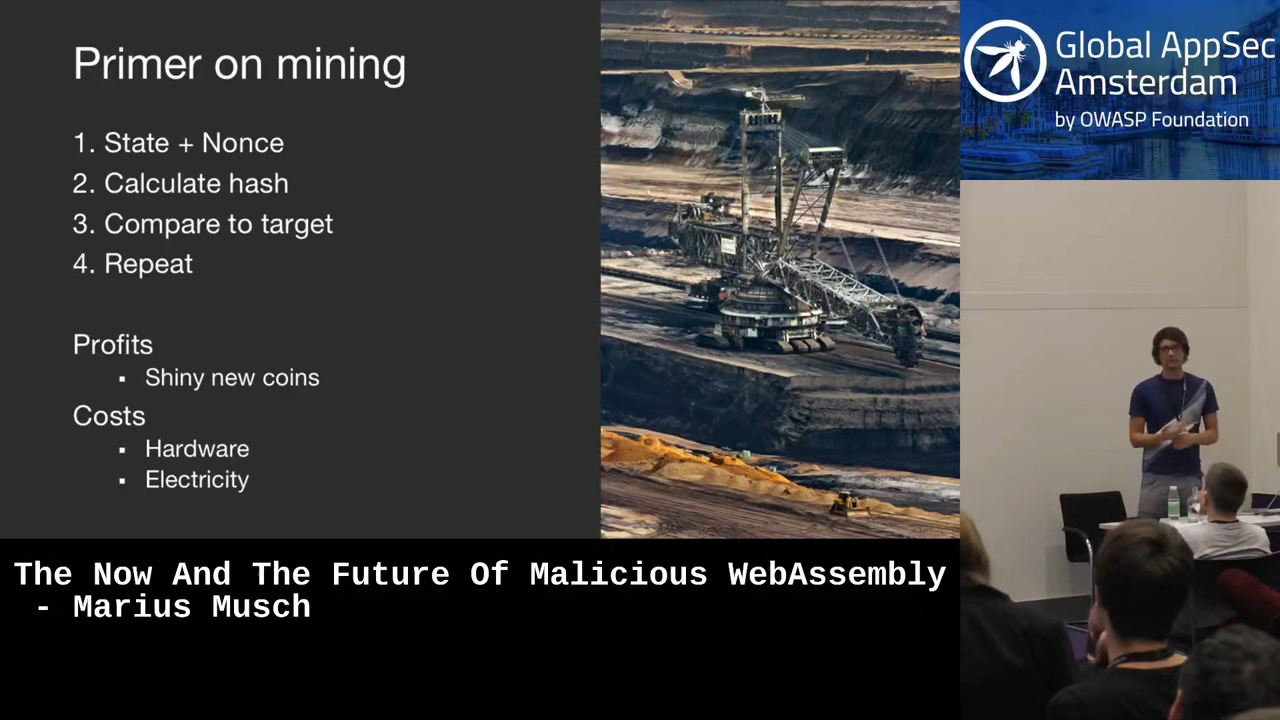 Primer on mining
1. State + Nonce
2. Calculate hash
3. Compare to target
4. Repeat
Profits
▪ Shiny new coins
Costs
▪ Hardware
▪ Electricity
Global AppSec
Amsterdam
by OWASP Foundation
The Now And The Future Of Malicious WebAssembly
- Marius Musch